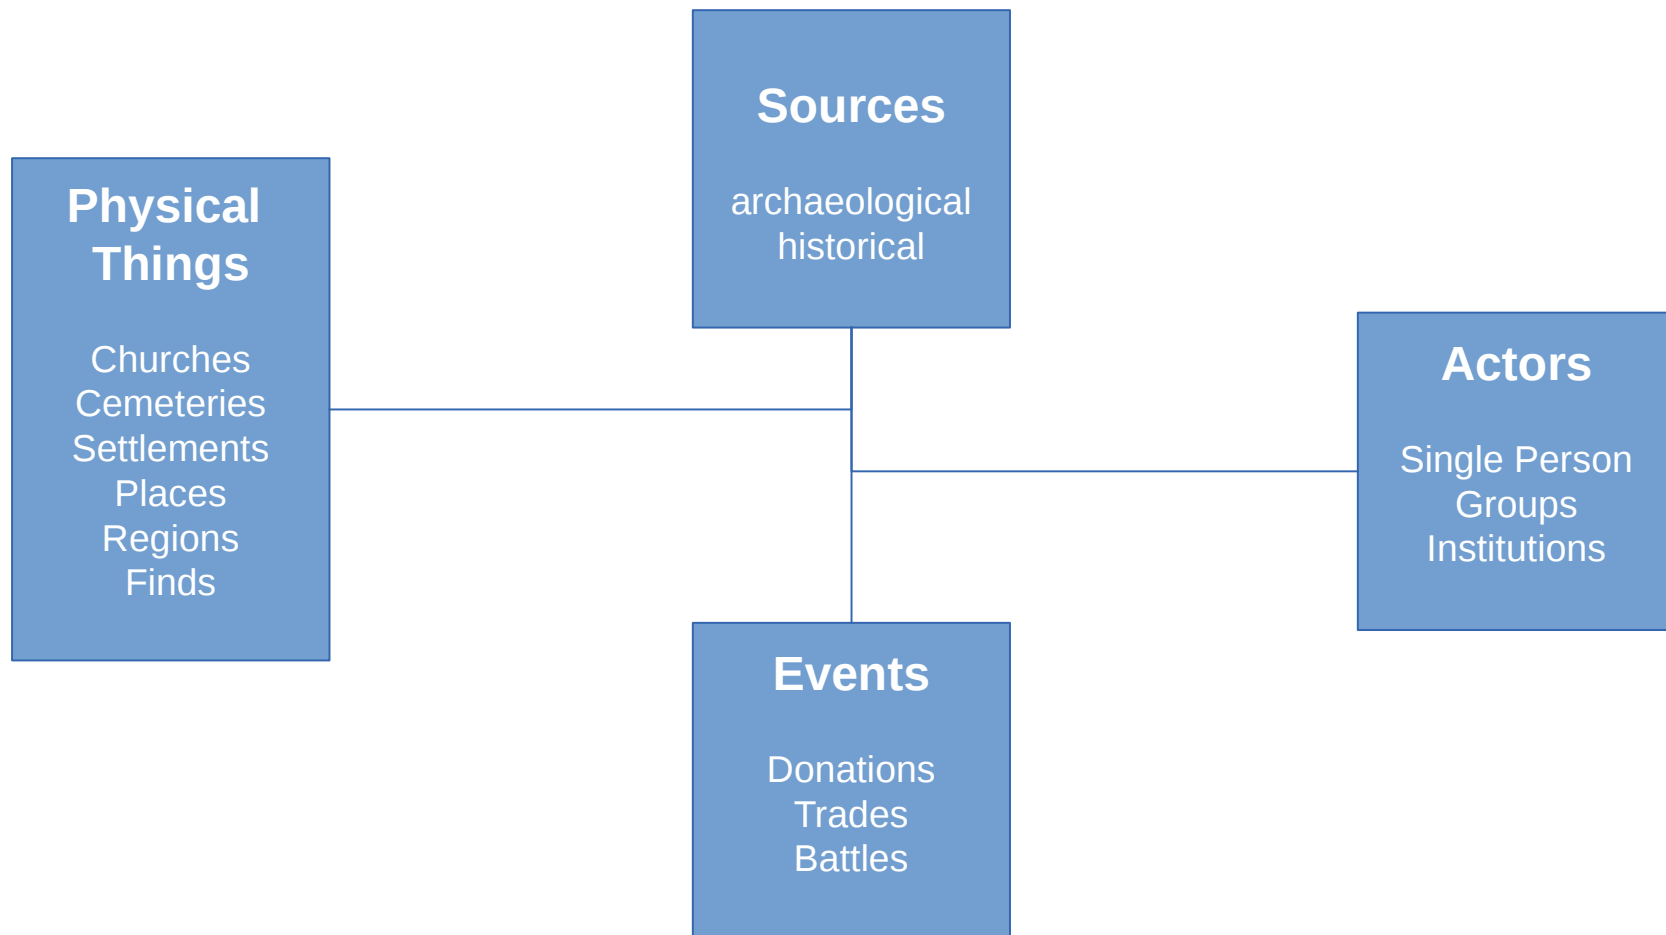 Sources
archaeological
historical
Physical
Things
Churches
Cemeteries
Settlements
Places
Regions
Finds
Actors
Single Person
Groups
Institutions
Events
Donations
Trades
Battles